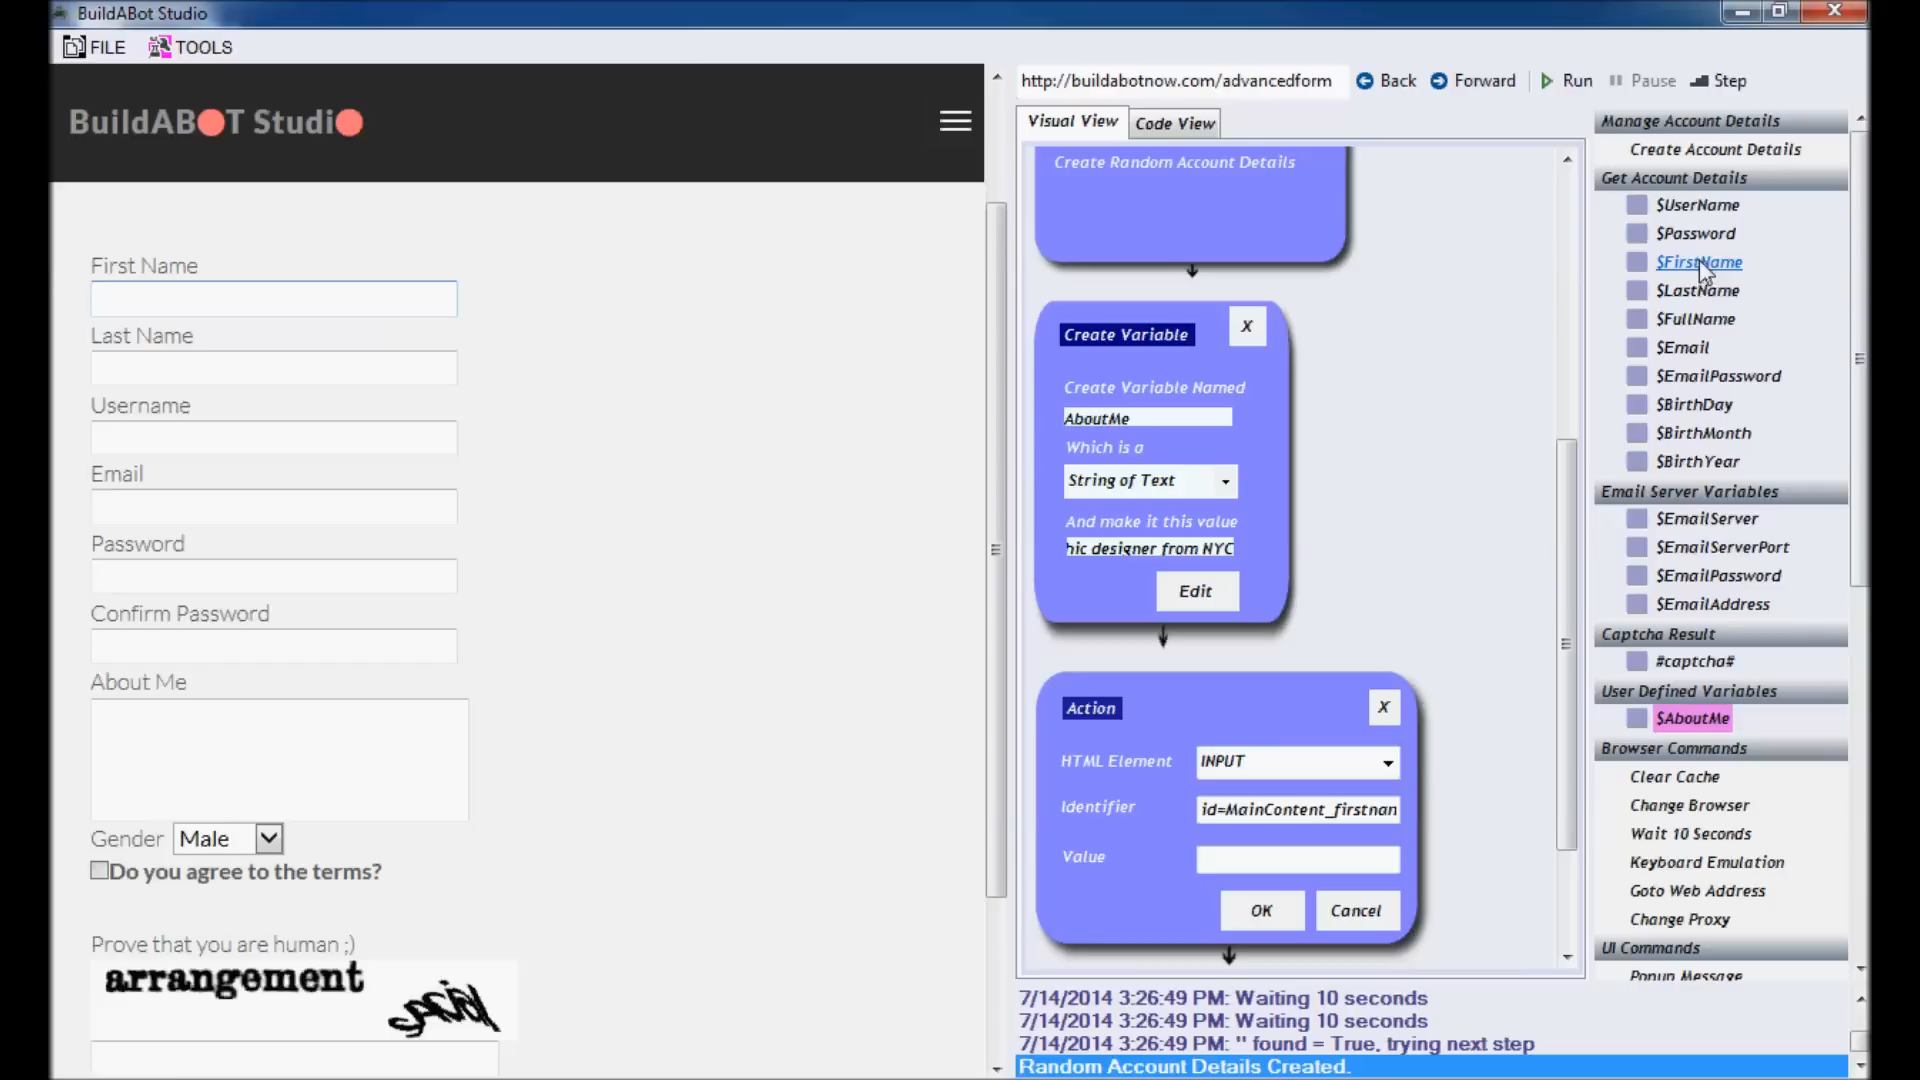 BuildABot Studio
FILE
TOOLS
BuildABOT Studio
First Name
Last Name
Username
Email
Password
Confirm Password
About Me
Gender Male
Do you agree to the terms?
Prove that you are human ;)
arrangement
http://buildabotnow.com/advancedform
Back
Forward
Run
Pause
Step
Visual View
Code View
Create Random Account Details
Create Variable
X
Create Variable Named
AboutMe
Which is a
String of Text
And make it this value
hic designer from NYC
Edit
Action
X
HTML Element
INPUT
Identifier
id=MainContent_firstnan
Value
OK
Cancel
Manage Account Details
Create Account Details
Get Account Details
$UserName
$Password
$FirstName
$LastName
$FullName
$Email
$EmailPassword
$BirthDay
$BirthMonth
$BirthYear
Email Server Variables
$EmailServer
$EmailServerPort
$EmailPassword
$EmailAddress
Captcha Result
#captcha#
User Defined Variables
$AboutMe
Browser Commands
Clear Cache
Change Browser
Wait 10 Seconds
Keyboard Emulation
Goto Web Address
Change Proxy
UI Commands
Popup Message
7/14/2014 3:26:49 PM: Waiting 10 seconds
7/14/2014 3:26:49 PM: Waiting 10 seconds
7/14/2014 3:26:49 PM: '' found = True, trying next step
Random Account Details Created.